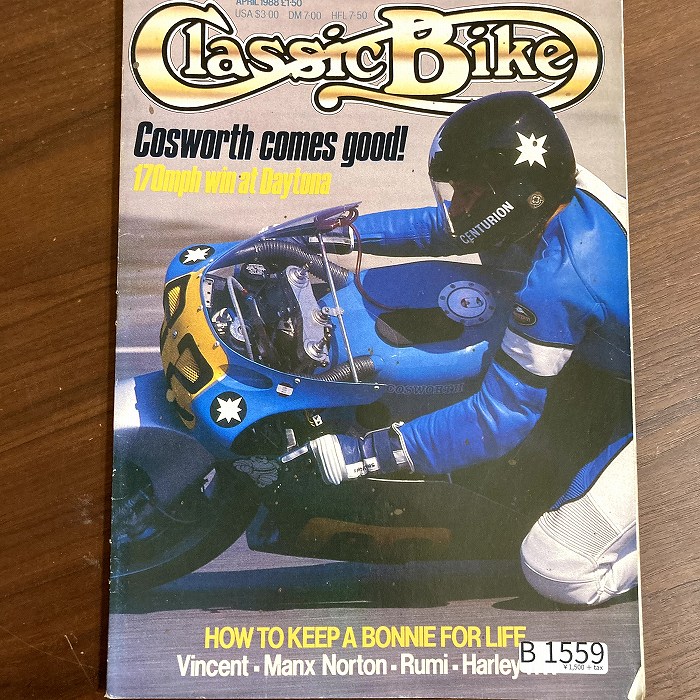 APRIL 1988 £1·50
USA $3·00 DM 7·00 HFL 7·50
Classic Bike
Cosworth comes good!
170mph win at Daytona
CENTURION
COSWORTH
HOW TO KEEP A BONNIE FOR LIFE
Vincent - Manx Norton - Rumi - Harley
B 1559
¥1,500 + tax